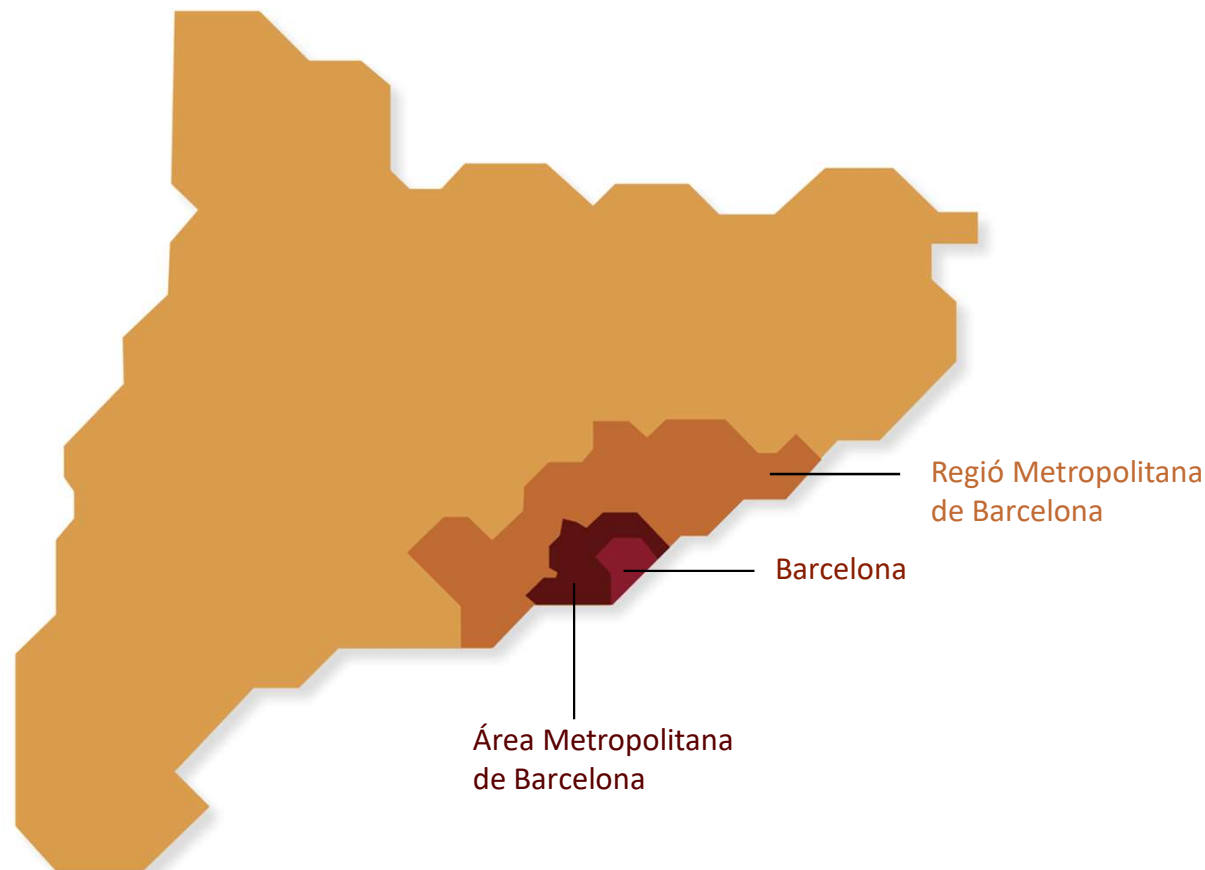 Regió Metropolitana
de Barcelona
Barcelona
Área Metropolitana
de Barcelona